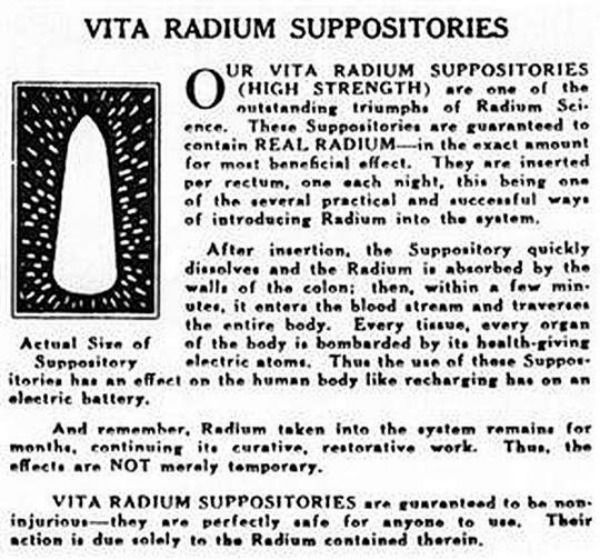 VITA RADIUM SUPPOSITORIES
OUR VITA RADIUM SUPPOSITORIES
(HIGH STRENGTH) are one of the
outstanding triumphs of Radium Sci-
ence. These Suppositories are guaranteed to
contain REAL RADIUM—in the exact amount
for most beneficial effect. They are inserted
per rectum, one each night, this being one
of the several practical and successful ways
of introducing Radium into the system.
After insertion, the Suppository quickly
dissolves and the Radium is absorbed by the
walls of the colon; then, within a few min-
utes, it enters the blood stream and traverses
the entire body. Every tissue, every organ
of the body is bombarded by its health-giving
electric atoms. Thus the use of these Suppos-
Actual Size of
Suppository
itories has an effect on the human body like recharging has on an
electric battery.
And remember, Radium taken into the system remains for
months, continuing its curative, restorative work. Thus, the
effects are NOT merely temporary.
VITA RADIUM SUPPOSITORIES are guaranteed to be non-
injurious—they are perfectly safe for anyone to use. Their
action is due solely to the Radium contained therein.